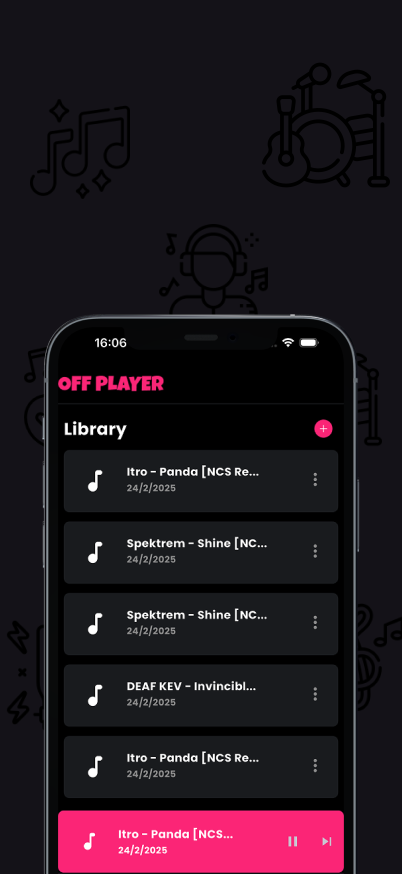 16:06
OFF PLAYER
Library
Itro - Panda [NCS Re...
24/2/2025
Spektrem - Shine [NC...
24/2/2025
Spektrem - Shine [NC...
24/2/2025
DEAF KEV - Invincibl...
24/2/2025
Itro - Panda [NCS Re...
24/2/2025
Itro - Panda [NCS...
24/2/2025